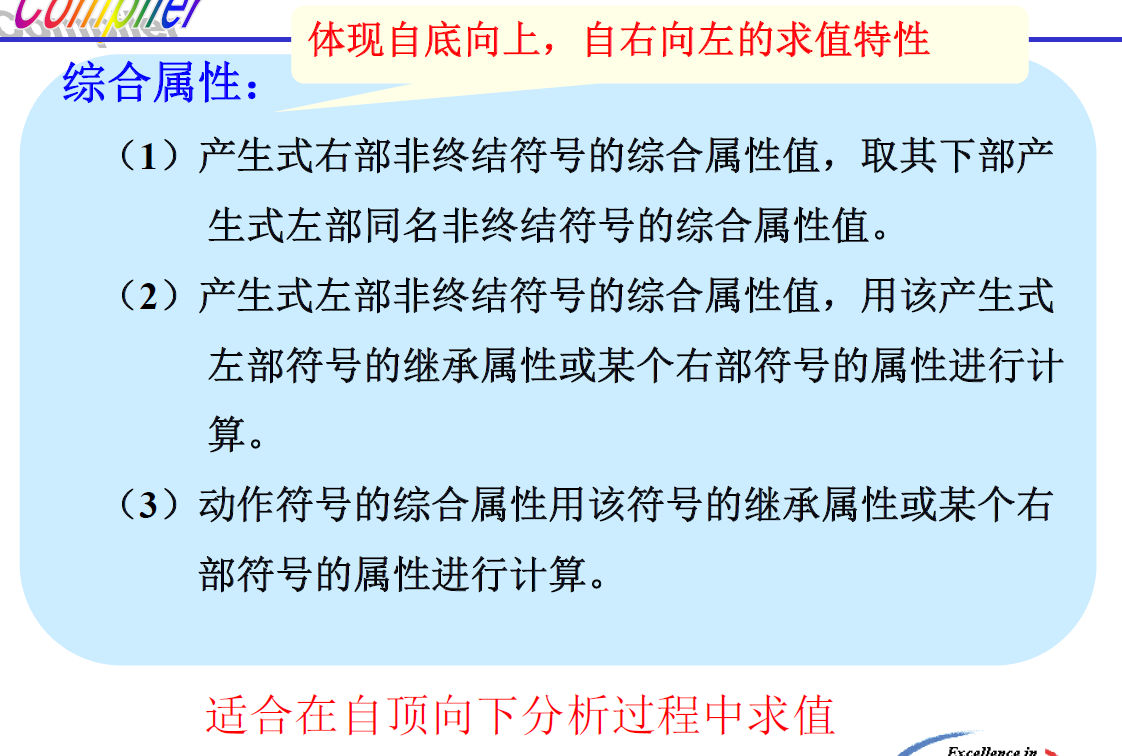 Compiler
体现自底向上，自右向左的求值特性
综合属性：
（1）产生式右部非终结符号的综合属性值，取其下部产
生式左部同名非终结符号的综合属性值。
（2）产生式左部非终结符号的综合属性值，用该产生式
左部符号的继承属性或某个右部符号的属性进行计
算。
（3）动作符号的综合属性用该符号的继承属性或某个右
部符号的属性进行计算。
适合在自顶向下分析过程中求值
Excellence in